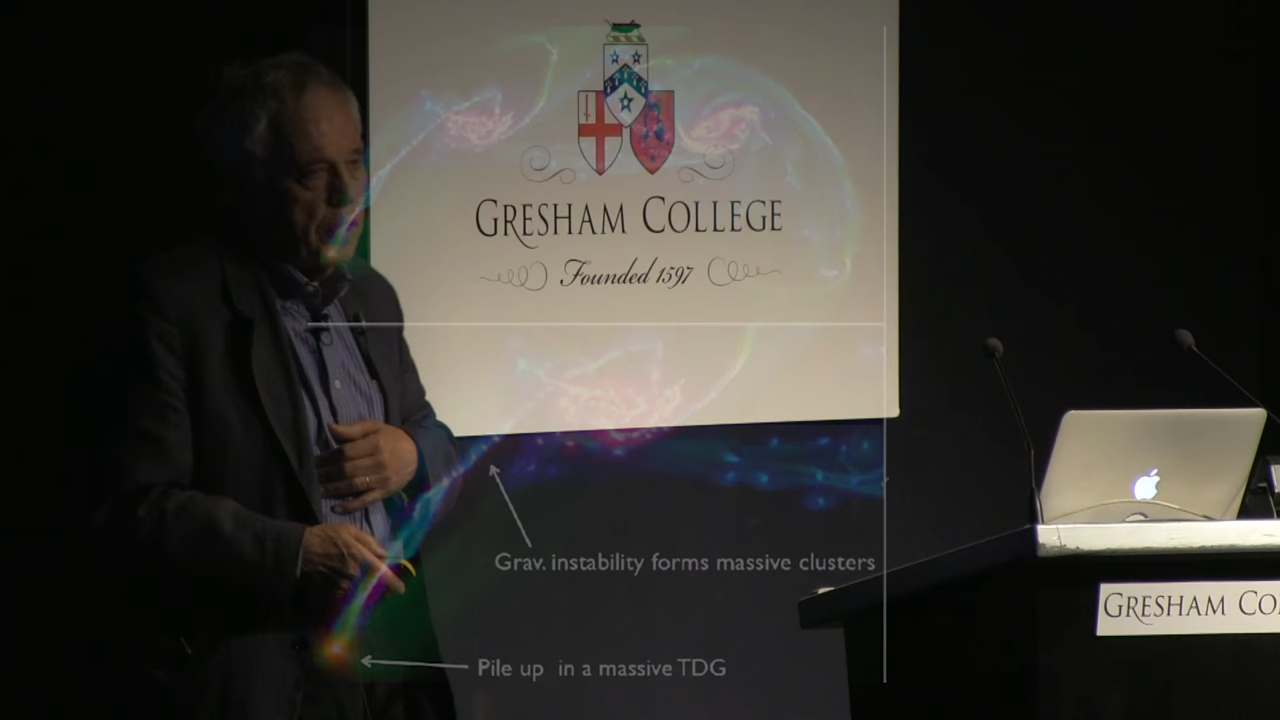 GRESHAM COLLEGE
Founded 1597
Grav. instability forms massive clusters
GRESHAM CO
Pile up in a massive TDG